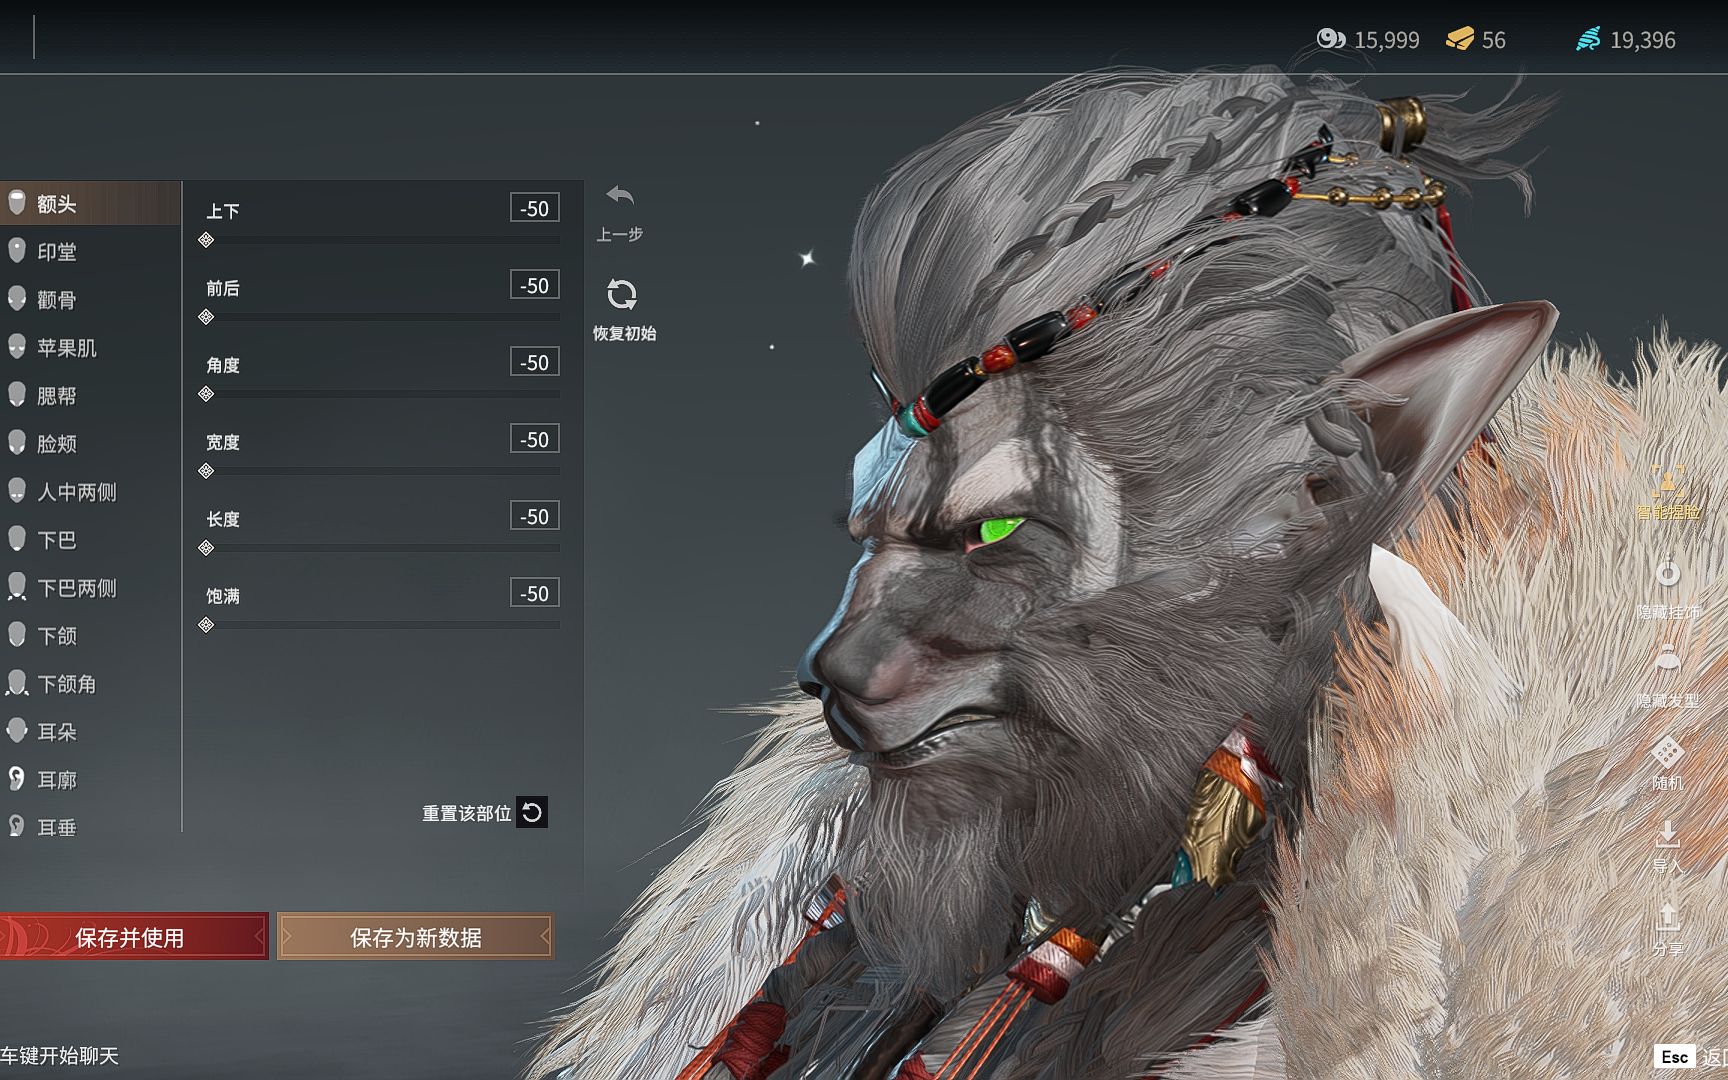 15,999
56
19,396
额头
印堂
颧骨
苹果肌
腮帮
脸颊
人中两侧
下巴
下巴两侧
下颌
下颌角
耳朵
耳廓
耳垂
上下
-50
前后
-50
角度
-50
宽度
-50
长度
-50
饱满
-50
重置该部位
上一步
恢复初始
智能捏脸
隐藏挂饰
隐藏发型
随机
导入
分享
保存并使用
保存为新数据
车键开始聊天
Esc 返回